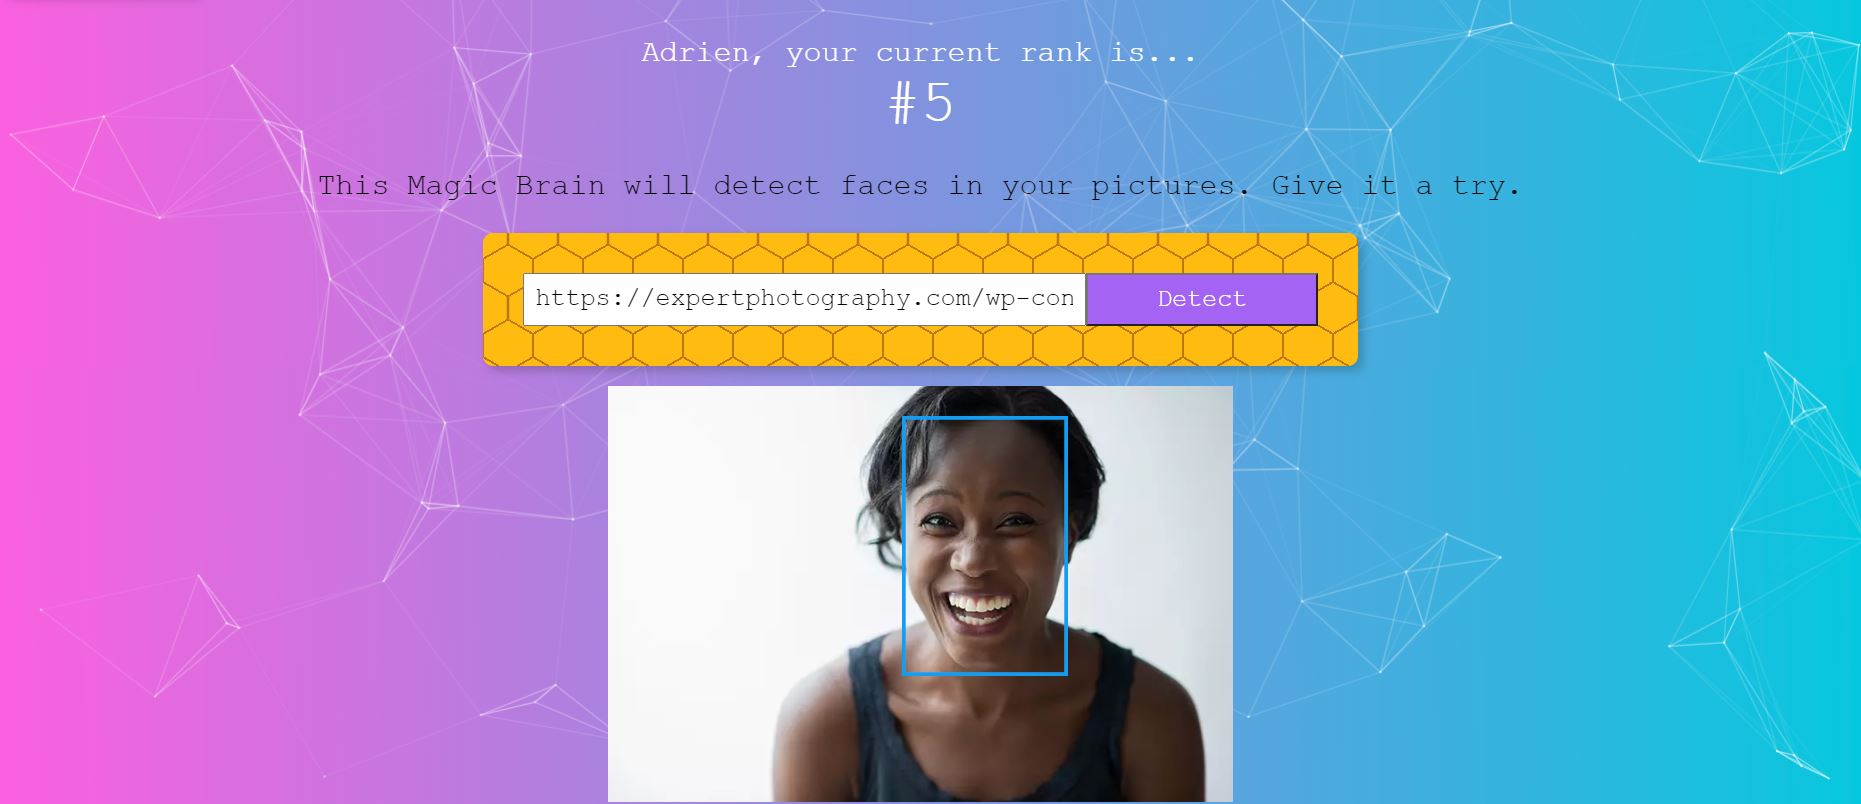 Adrien, your current rank is...
#5
This Magic Brain will detect faces in your pictures. Give it a try.
https://expertphotography.com/wp-con
Detect